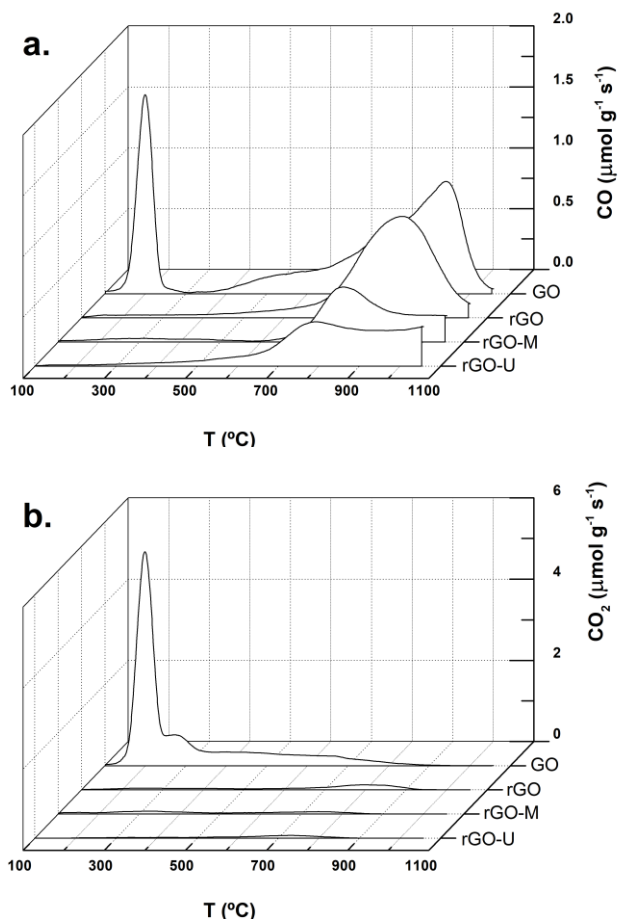 a.
2.0
1.5
1.0
0.5
0.0
CO (µmol g⁻¹ s⁻¹)
GO
rGO
rGO-M
rGO-U
100 300 500 700 900 1100
T (ºC)
b.
6
4
2
0
CO₂ (µmol g⁻¹ s⁻¹)
GO
rGO
rGO-M
rGO-U
100 300 500 700 900 1100
T (ºC)